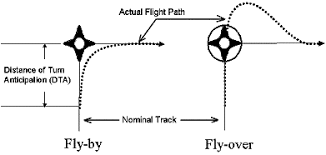 Actual Flight Path
Distance of Turn
Anticipation (DTA)
Nominal Track
Fly-by
Fly-over